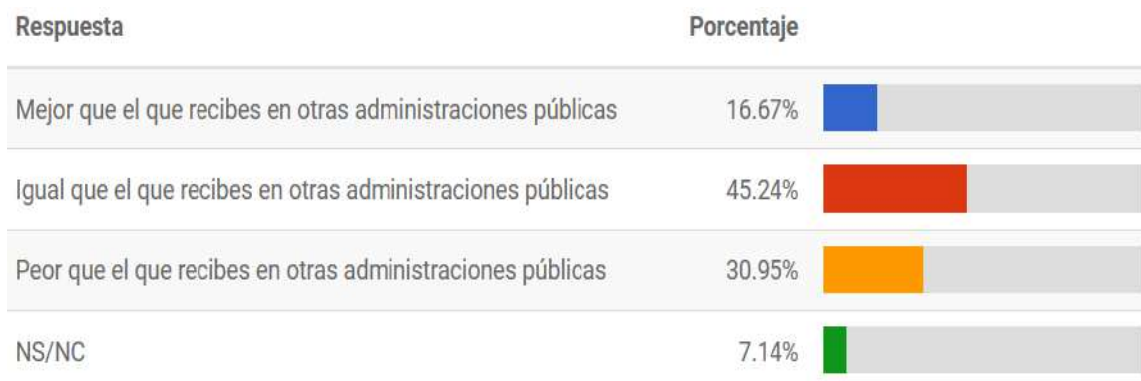 Respuesta Porcentaje
Mejor que el que recibes en otras administraciones públicas 16.67%
Igual que el que recibes en otras administraciones públicas 45.24%
Peor que el que recibes en otras administraciones públicas 30.95%
NS/NC 7.14%